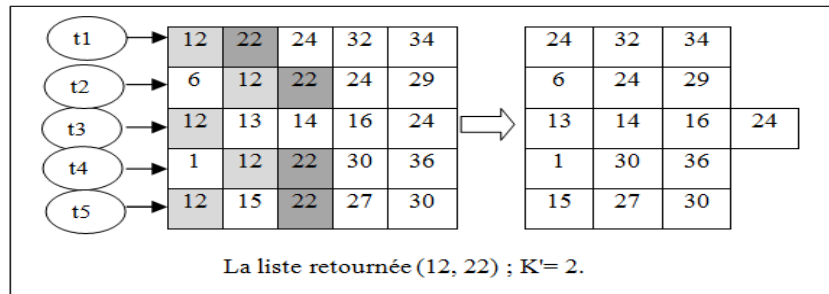 t1 12 22 24 32 34 24 32 34
t2 6 12 22 24 29 6 24 29
t3 12 13 14 16 24 13 14 16 24
t4 1 12 22 30 36 1 30 36
t5 12 15 22 27 30 15 27 30
La liste retournée (12, 22) ; K'= 2.